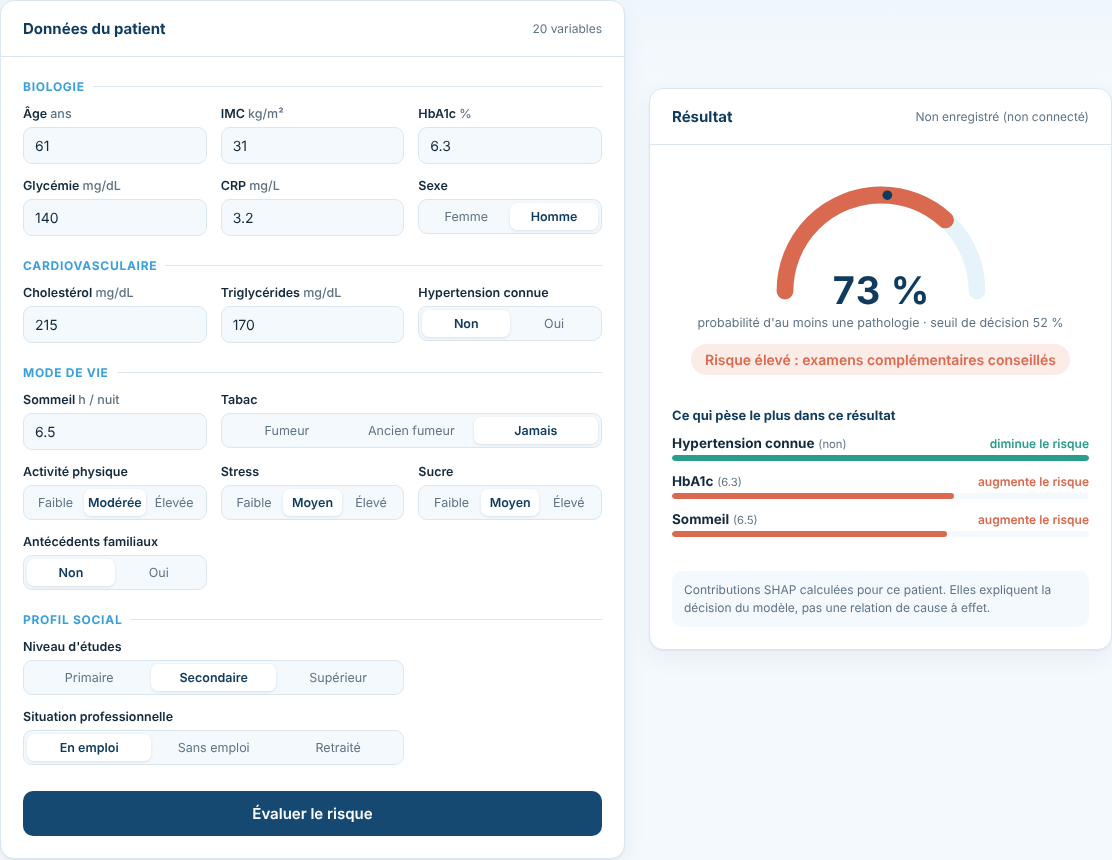 Données du patient
20 variables
BIOLOGIE
Âge ans
IMC kg/m²
HbA1c %
61
31
6.3
Glycémie mg/dL
CRP mg/L
Sexe
140
3.2
Femme
Homme
CARDIOVASCULAIRE
Cholestérol mg/dL
Triglycérides mg/dL
Hypertension connue
215
170
Non
Oui
MODE DE VIE
Sommeil h / nuit
Tabac
6.5
Fumeur
Ancien fumeur
Jamais
Activité physique
Stress
Sucre
Faible
Modérée
Élevée
Faible
Moyen
Élevé
Faible
Moyen
Élevé
Antécédents familiaux
Non
Oui
PROFIL SOCIAL
Niveau d'études
Primaire
Secondaire
Supérieur
Situation professionnelle
En emploi
Sans emploi
Retraité
Évaluer le risque
Résultat
Non enregistré (non connecté)
73 %
probabilité d'au moins une pathologie · seuil de décision 52 %
Risque élevé : examens complémentaires conseillés
Ce qui pèse le plus dans ce résultat
Hypertension connue (non)
diminue le risque
HbA1c (6.3)
augmente le risque
Sommeil (6.5)
augmente le risque
Contributions SHAP calculées pour ce patient. Elles expliquent la
décision du modèle, pas une relation de cause à effet.